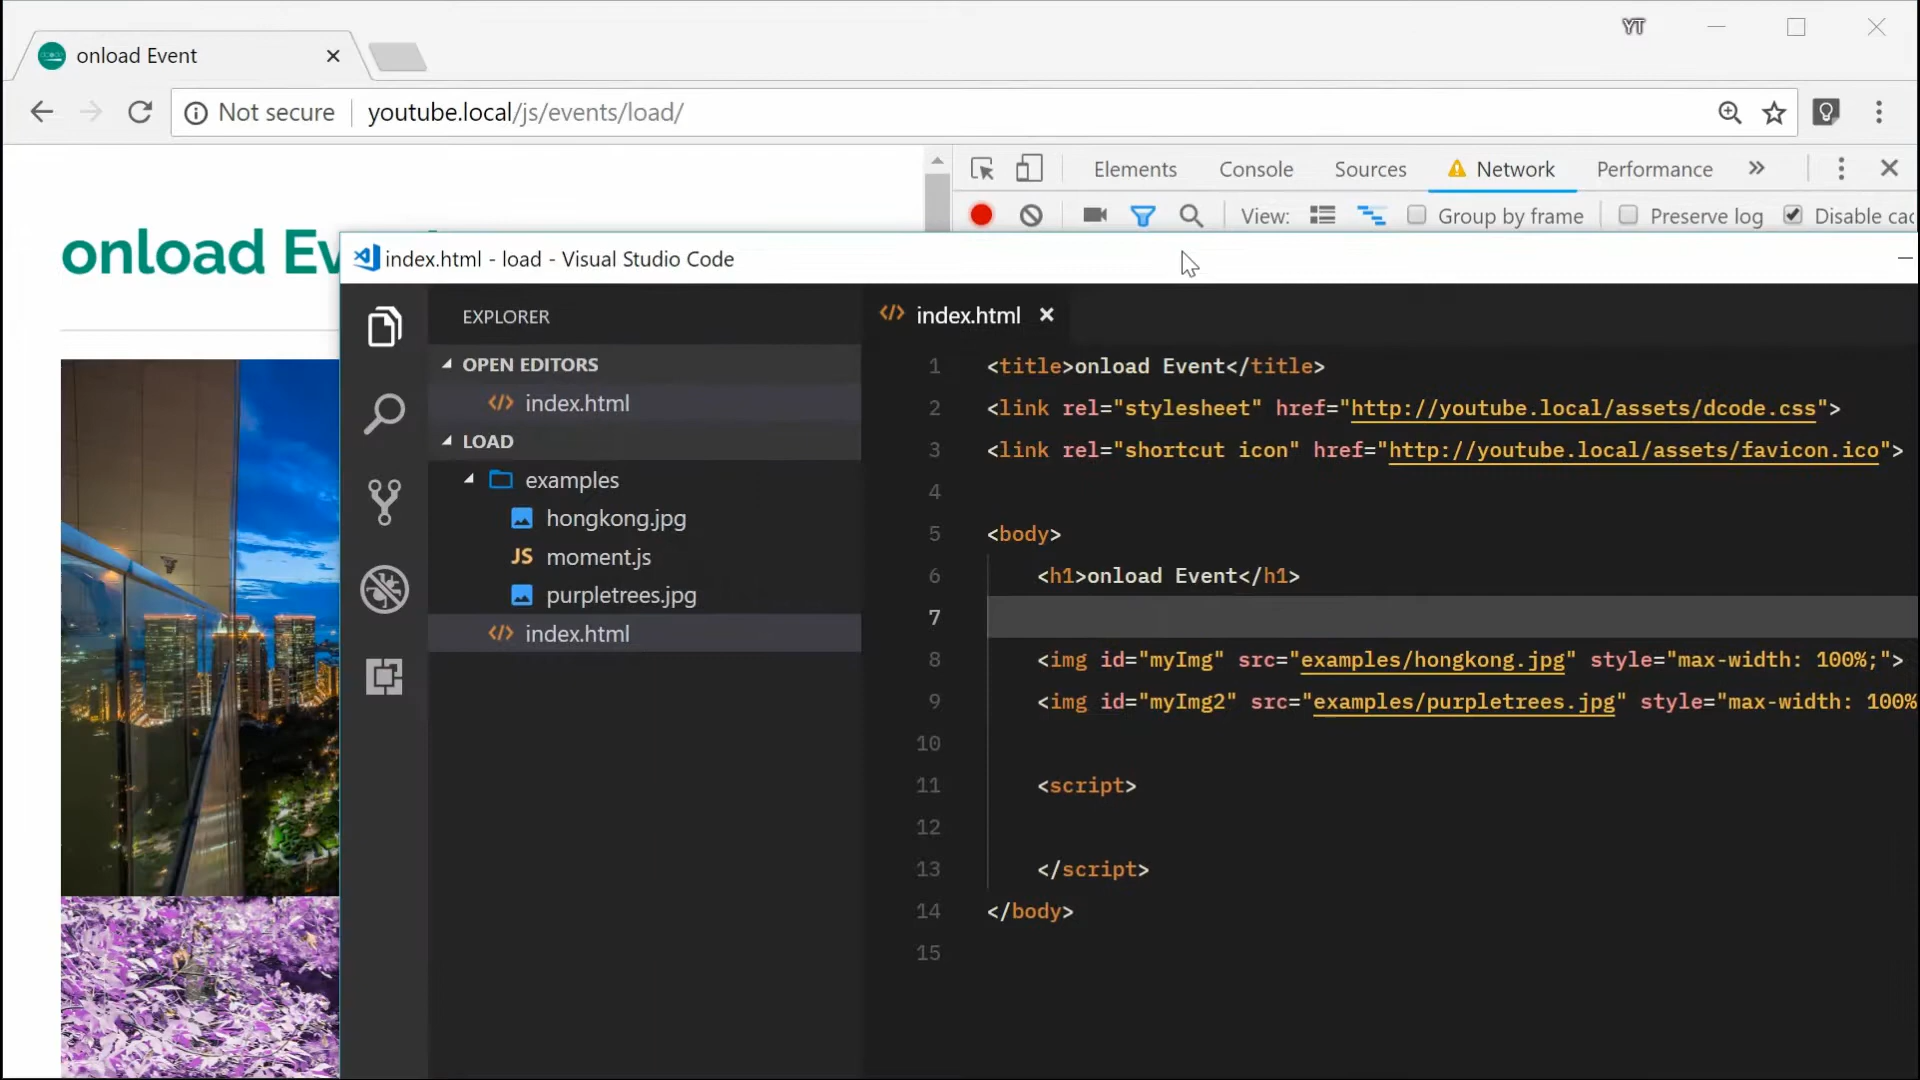 YT
onload Event
Not secure youtube.local/js/events/load/
Elements Console Sources Network Performance
View: Group by frame Preserve log Disable cac
onload Ev
index.html - load - Visual Studio Code
EXPLORER
OPEN EDITORS
index.html
LOAD
examples
hongkong.jpg
JS moment.js
purpletrees.jpg
index.html
index.html
1 <title>onload Event</title>
2 <link rel="stylesheet" href="http://youtube.local/assets/dcode.css">
3 <link rel="shortcut icon" href="http://youtube.local/assets/favicon.ico">
4
5 <body>
6 <h1>onload Event</h1>
7
8 <img id="myImg" src="examples/hongkong.jpg" style="max-width: 100%;">
9 <img id="myImg2" src="examples/purpletrees.jpg" style="max-width: 100%
10
11 <script>
12
13 </script>
14 </body>
15